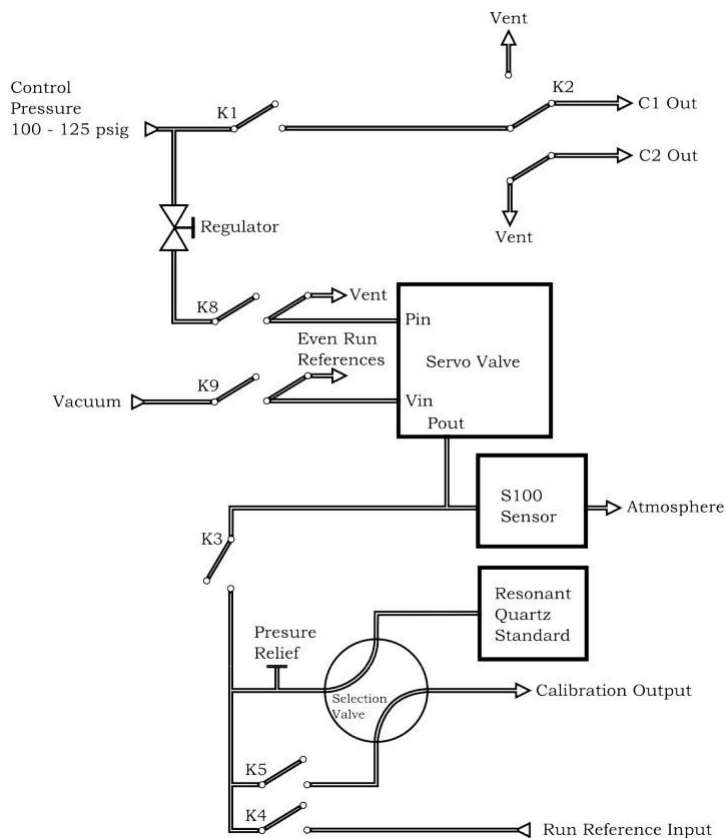 Vent
Control
Pressure
100 - 125 psig
K1
K2
C1 Out
C2 Out
Vent
Regulator
K8
Vent
Pin
Even Run
References
Servo Valve
Vacuum
K9
Vin
Pout
S100
Sensor
Atmosphere
K3
Resonant
Quartz
Standard
Presure
Relief
Selection
Valve
Calibration Output
K5
K4
Run Reference Input